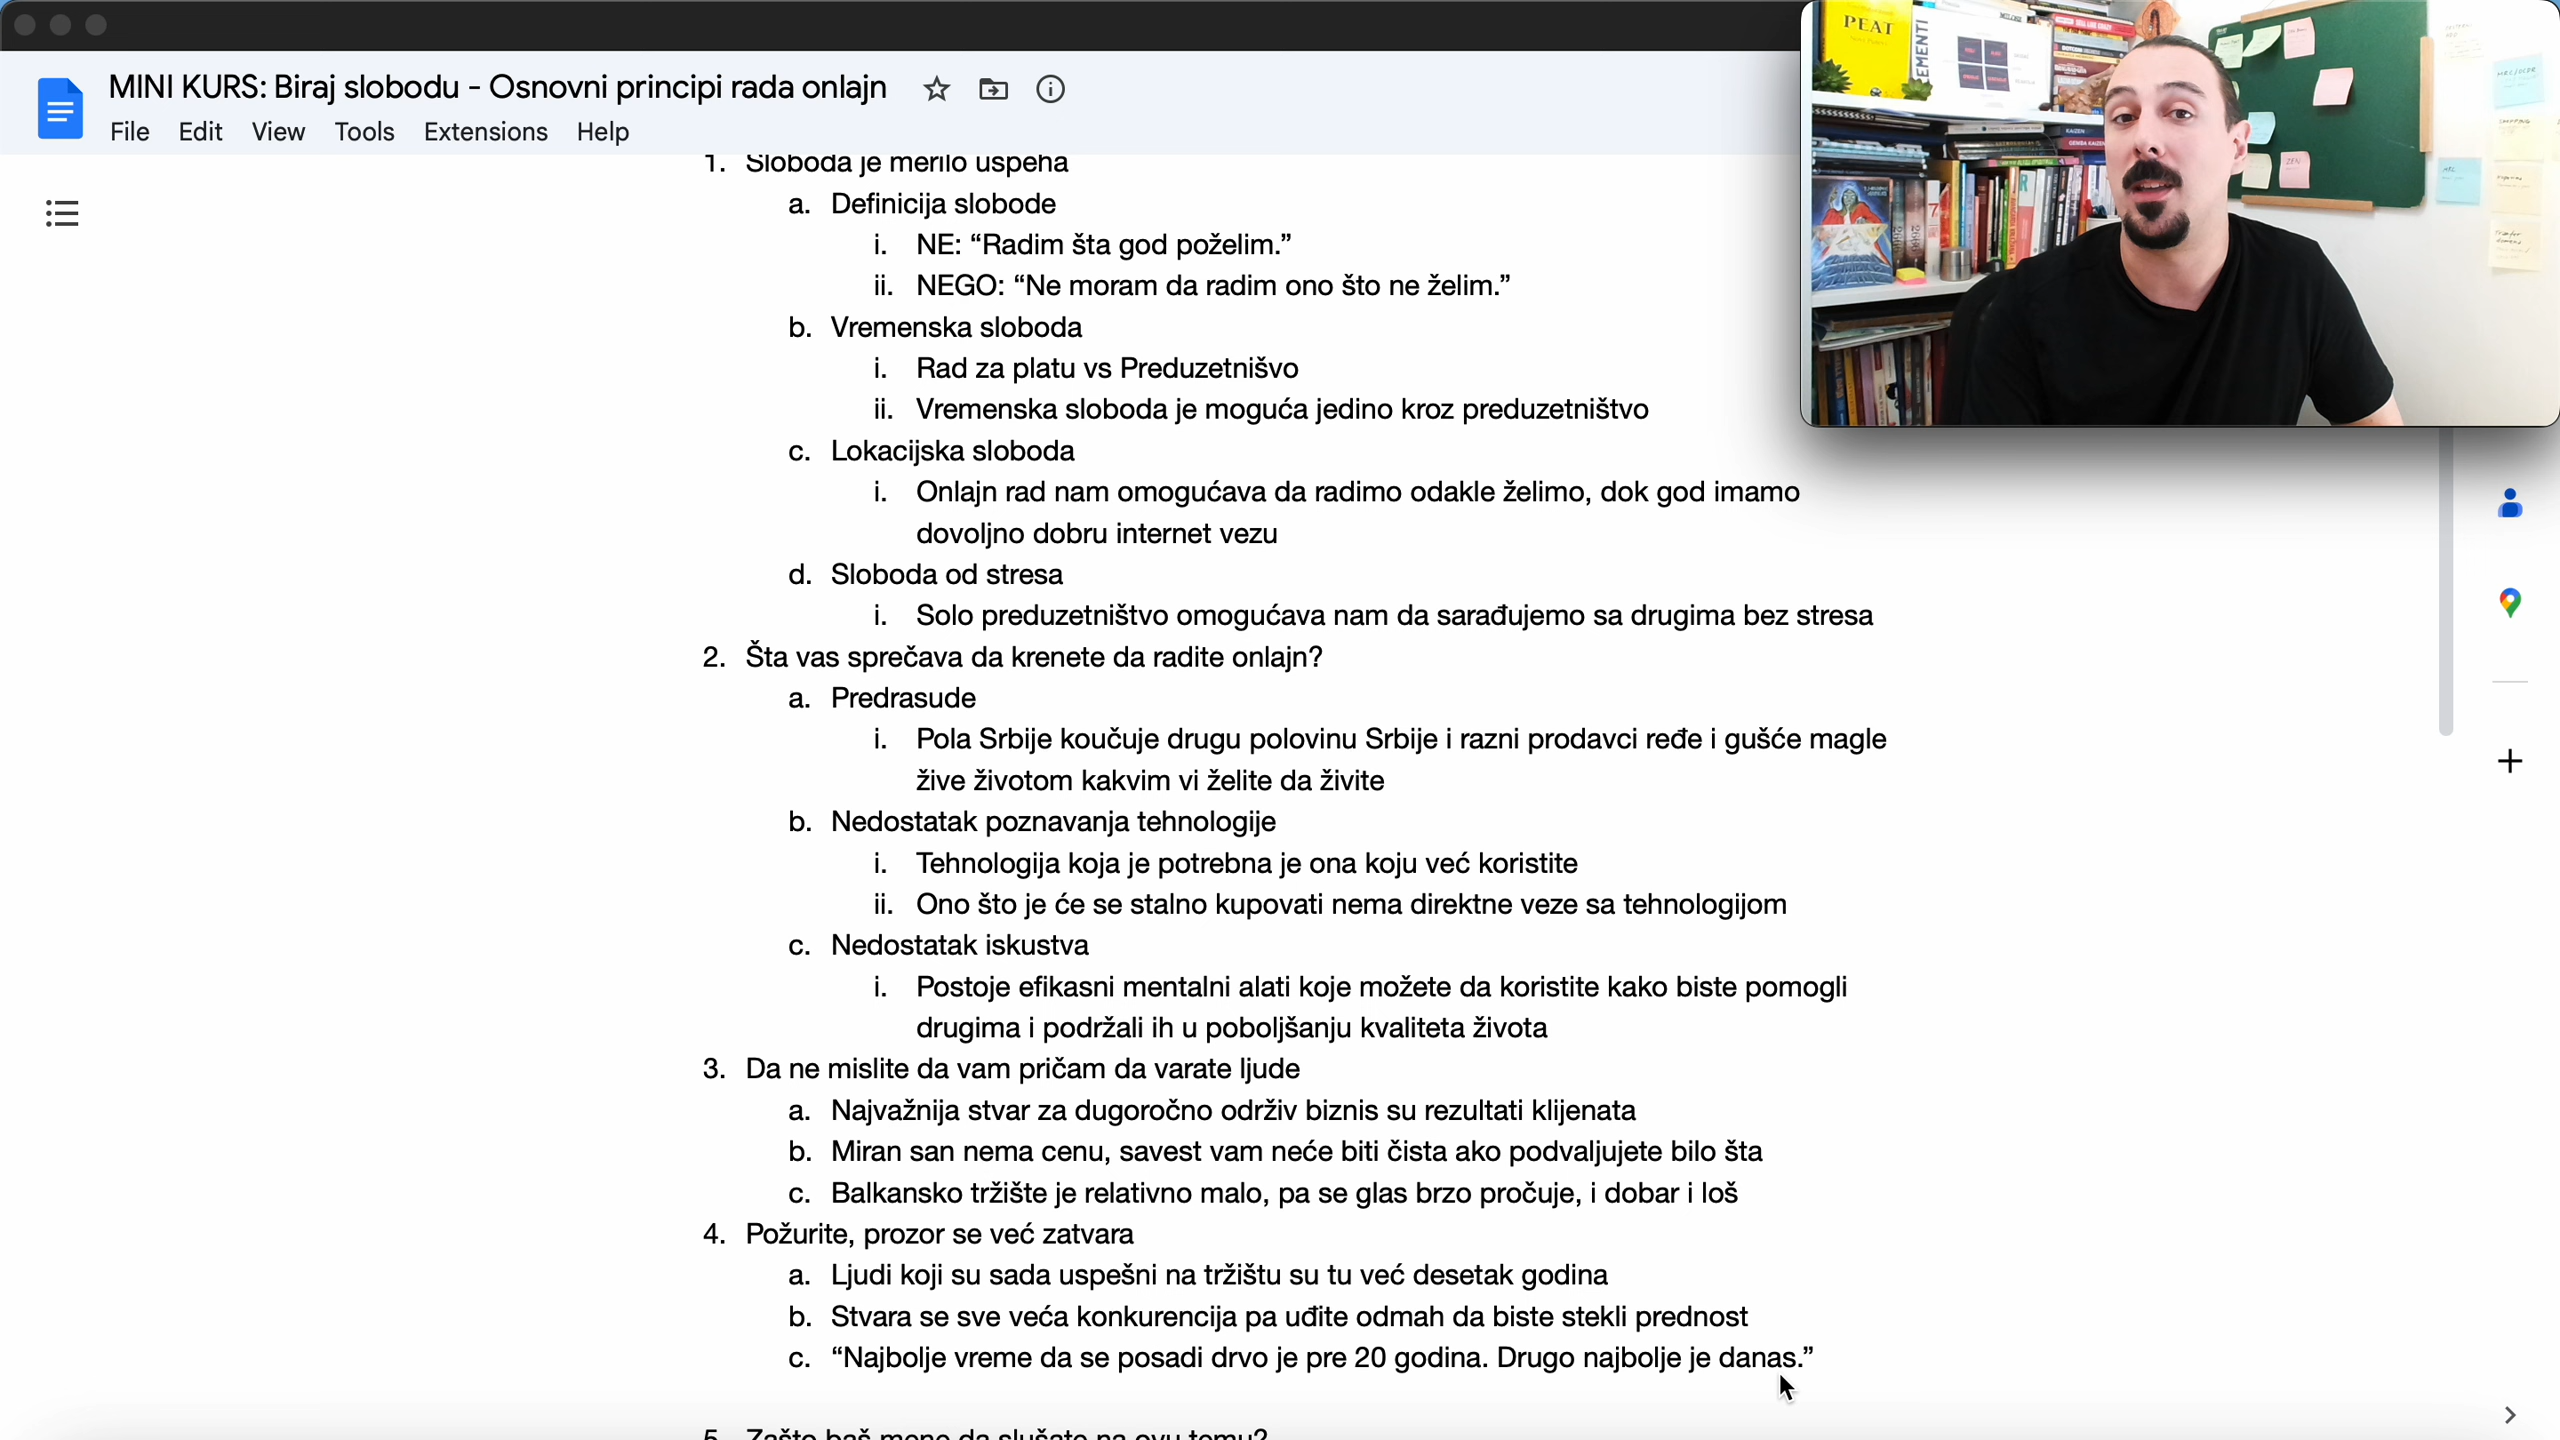 MINI KURS: Biraj slobodu - Osnovni principi rada onlajn
File Edit View Tools Extensions Help
PEAT
ELEMENTI
KAIZEN
GEMBA KAIZEN
ZEN
1. Sloboda je merilo uspeha
a. Definicija slobode
i. NE: “Radim šta god poželim.”
ii. NEGO: “Ne moram da radim ono što ne želim.”
b. Vremenska sloboda
i. Rad za platu vs Preduzetnišvo
ii. Vremenska sloboda je moguća jedino kroz preduzetništvo
c. Lokacijska sloboda
i. Onlajn rad nam omogućava da radimo odakle želimo, dok god imamo
dovoljno dobru internet vezu
d. Sloboda od stresa
i. Solo preduzetništvo omogućava nam da sarađujemo sa drugima bez stresa
2. Šta vas sprečava da krenete da radite onlajn?
a. Predrasude
i. Pola Srbije koučuje drugu polovinu Srbije i razni prodavci ređe i gušće magle
žive životom kakvim vi želite da živite
b. Nedostatak poznavanja tehnologije
i. Tehnologija koja je potrebna je ona koju već koristite
ii. Ono što je će se stalno kupovati nema direktne veze sa tehnologijom
c. Nedostatak iskustva
i. Postoje efikasni mentalni alati koje možete da koristite kako biste pomogli
drugima i podržali ih u poboljšanju kvaliteta života
3. Da ne mislite da vam pričam da varate ljude
a. Najvažnija stvar za dugoročno održiv biznis su rezultati klijenata
b. Miran san nema cenu, savest vam neće biti čista ako podvaljujete bilo šta
c. Balkansko tržište je relativno malo, pa se glas brzo pročuje, i dobar i loš
4. Požurite, prozor se već zatvara
a. Ljudi koji su sada uspešni na tržištu su tu već desetak godina
b. Stvara se sve veća konkurencija pa uđite odmah da biste stekli prednost
c. “Najbolje vreme da se posadi drvo je pre 20 godina. Drugo najbolje je danas.”
5. Zašto baš mene da slušate na ovu temu?